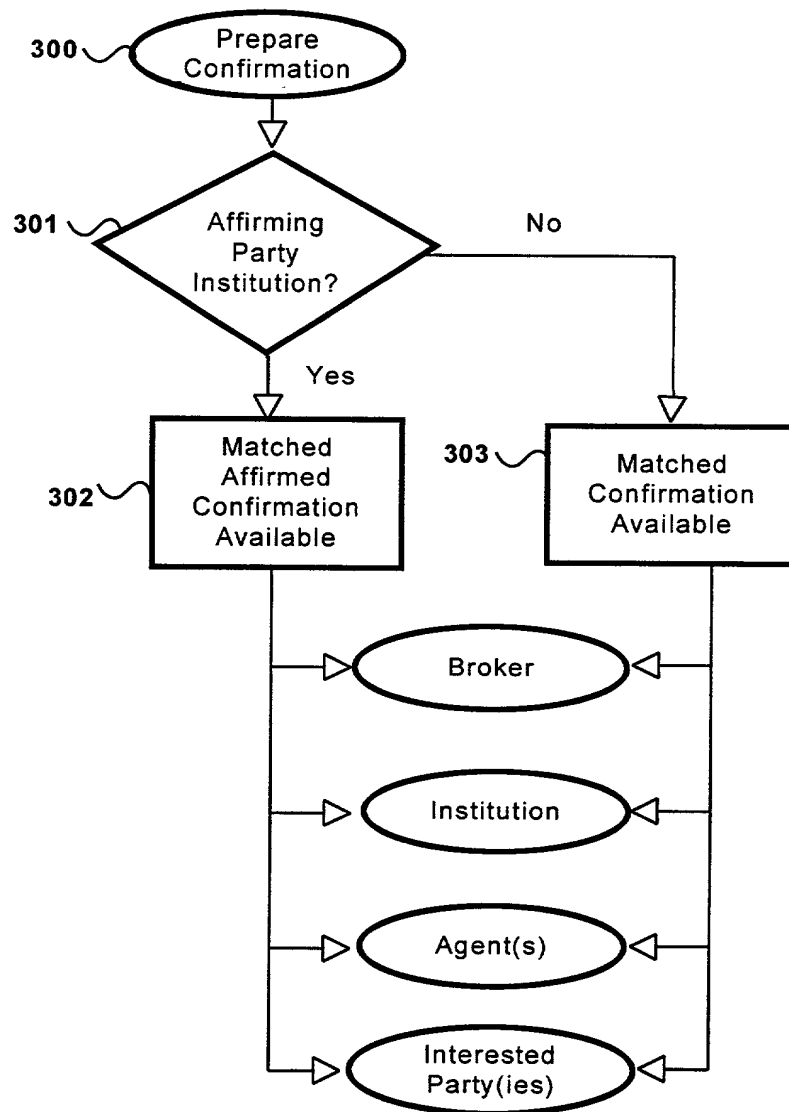 300
Prepare
Confirmation
301
Affirming
Party
Institution?
No
Yes
302
Matched
Affirmed
Confirmation
Available
303
Matched
Confirmation
Available
Broker
Institution
Agent(s)
Interested
Party(ies)